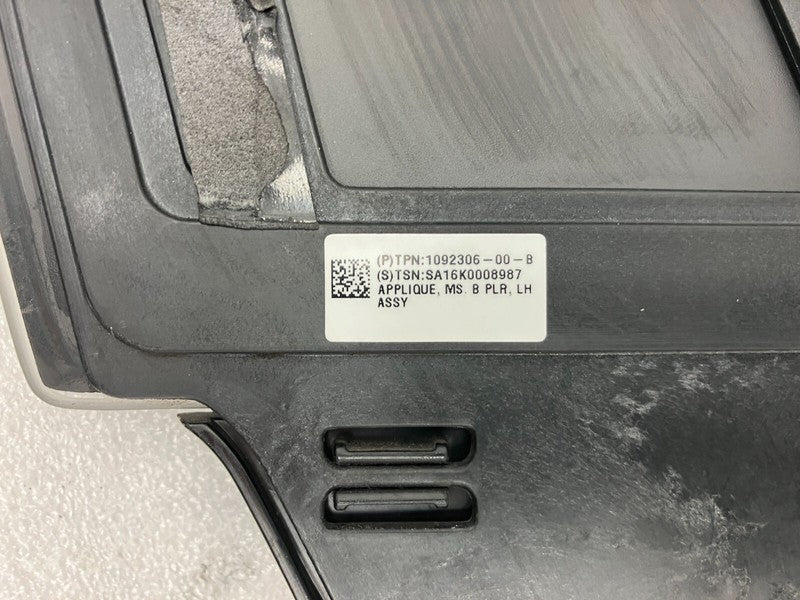 (P)TPN:1092306-00-B
(S)TSN:SA16K0008987
APPLIQUE, MS. B PLR, LH
ASSY